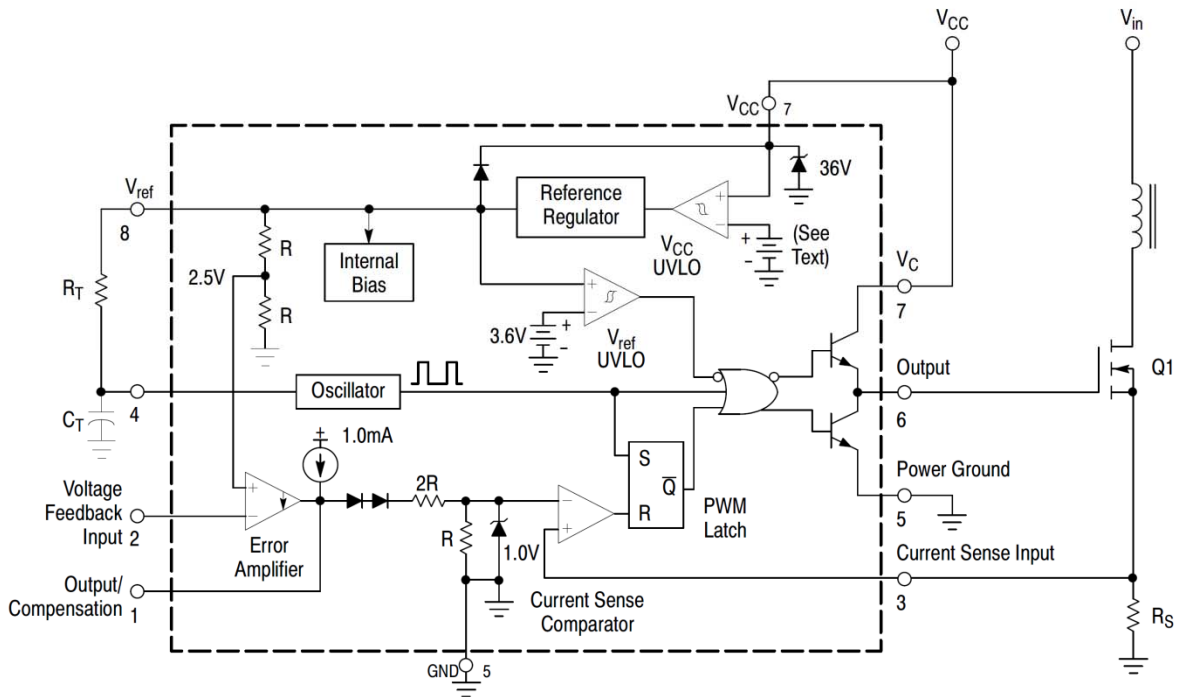 VCC
Vin
VCC
7
36V
Vref
8
Reference
Regulator
+
−
VCC
UVLO
+
-
(See
Text)
R
2.5V
R
Internal
Bias
RT
VC
7
+
−
3.6V
+
-
Vref
UVLO
Oscillator
4
CT
Output
6
Q1
+
1.0mA
S
Q
R
PWM
Latch
Power Ground
5
Voltage
Feedback
Input
2
+
−
Error
Amplifier
2R
R
1.0V
−
+
Current Sense
Comparator
Current Sense Input
3
Output/
Compensation
1
RS
GND
5